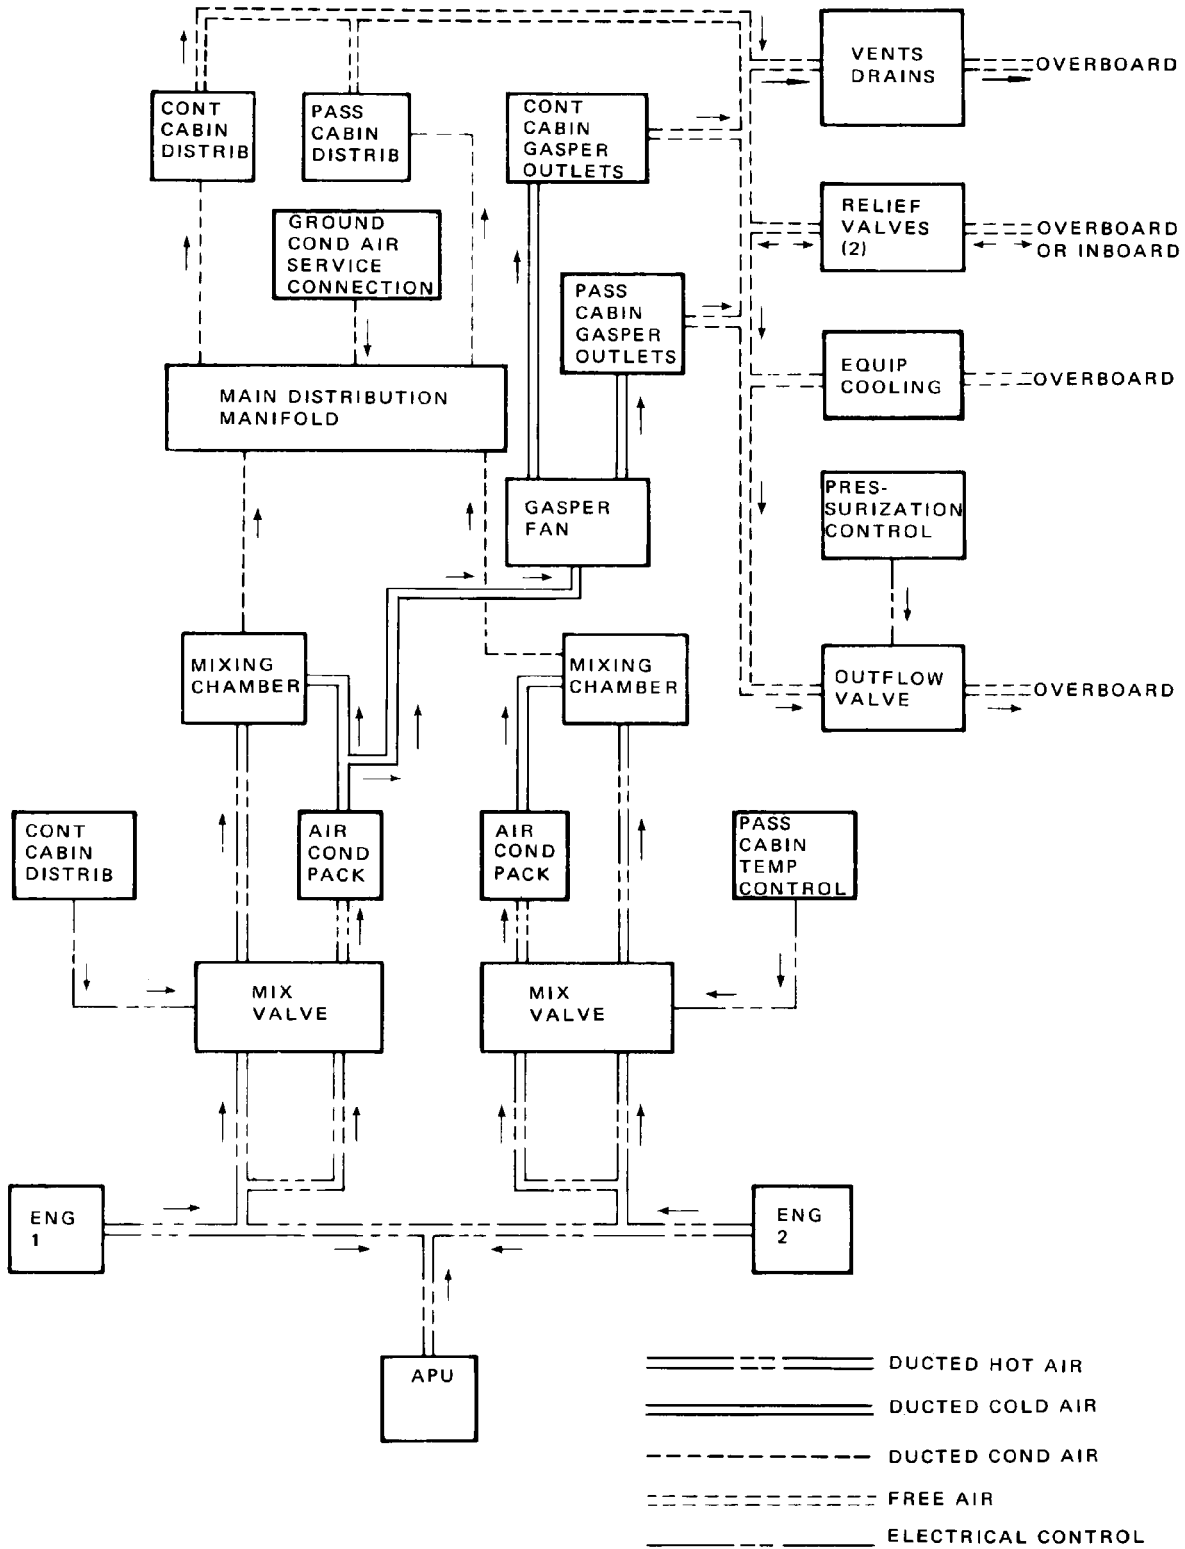 CONT
CABIN
DISTRIB
PASS
CABIN
DISTRIB
CONT
CABIN
GASPER
OUTLETS
VENTS
DRAINS
OVERBOARD
GROUND
COND AIR
SERVICE
CONNECTION
RELIEF
VALVES
(2)
OVERBOARD
OR INBOARD
PASS
CABIN
GASPER
OUTLETS
EQUIP
COOLING
OVERBOARD
MAIN DISTRIBUTION
MANIFOLD
GASPER
FAN
PRES-
SURIZATION
CONTROL
MIXING
CHAMBER
MIXING
CHAMBER
OUTFLOW
VALVE
OVERBOARD
CONT
CABIN
DISTRIB
AIR
COND
PACK
AIR
COND
PACK
PASS
CABIN
TEMP
CONTROL
MIX
VALVE
MIX
VALVE
ENG
1
ENG
2
APU
DUCTED HOT AIR
DUCTED COLD AIR
DUCTED COND AIR
FREE AIR
ELECTRICAL CONTROL